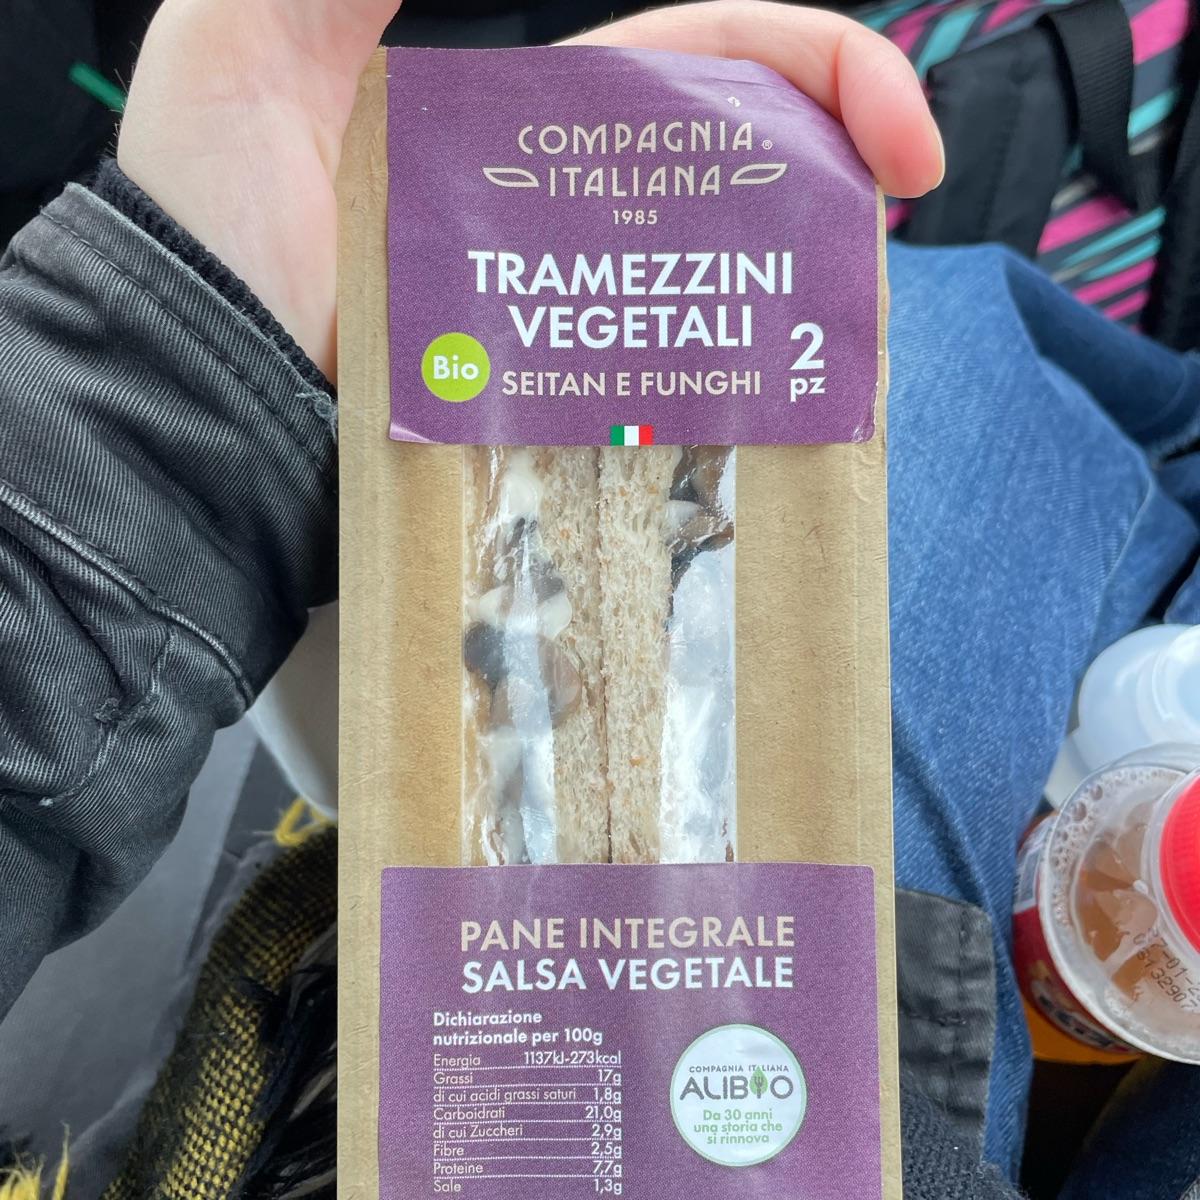 COMPAGNIA®
ITALIANA
1985
TRAMEZZINI
VEGETALI
Bio
SEITAN E FUNGHI
2
pz
PANE INTEGRALE
SALSA VEGETALE
Dichiarazione
nutrizionale per 100g
Energia 1137kJ-273kcal
Grassi 17g
di cui acidi grassi saturi 1,8g
Carboidrati 21,0g
di cui Zuccheri 2,9g
Fibre 2,5g
Proteine 7,7g
Sale 1,3g
COMPAGNIA ITALIANA
ALIBIO
Da 30 anni
una storia che
si rinnova